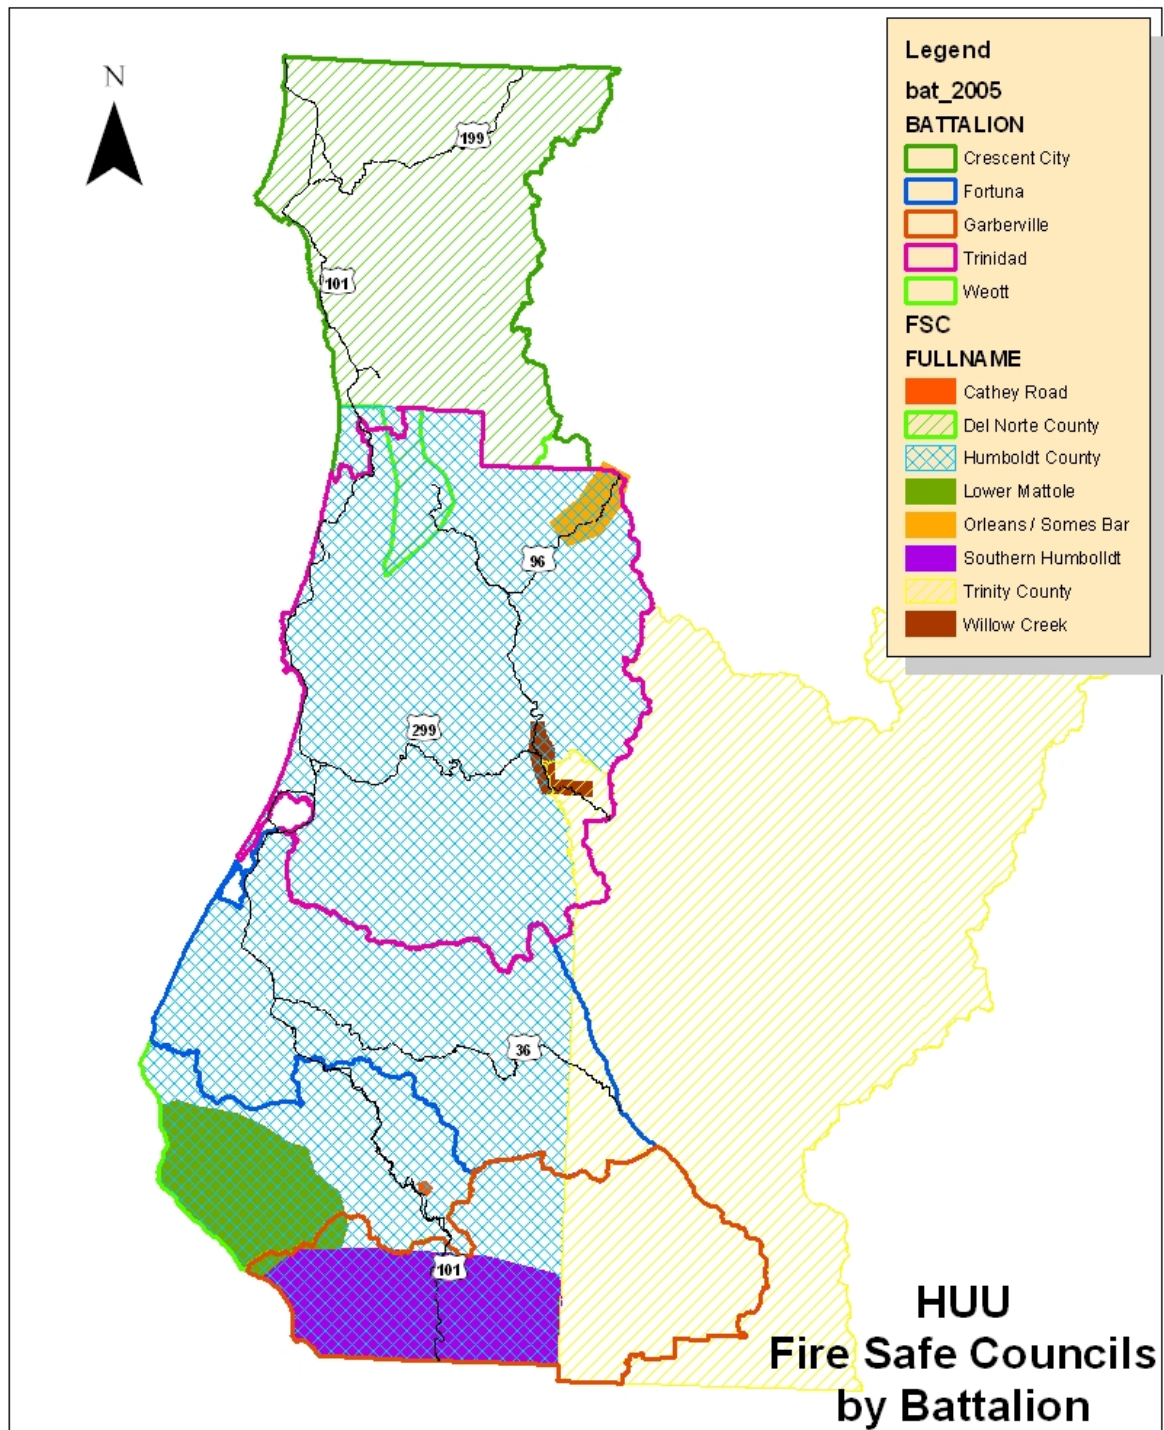 N
199
101
96
299
36
101
Legend
bat_2005
BATTALION
Crescent City
Fortuna
Garberville
Trinidad
Weott
FSC
FULLNAME
Cathey Road
Del Norte County
Humboldt County
Lower Mattole
Orleans / Somes Bar
Southern Humbolldt
Trinity County
Willow Creek
HUU
Fire Safe Councils
by Battalion